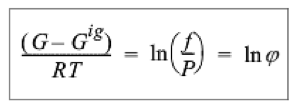 (G – G^ig) / RT = ln(f/P) = ln φ